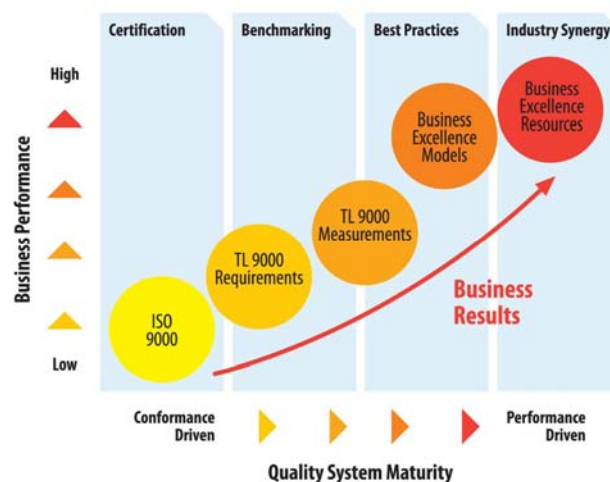 Certification
Benchmarking
Best Practices
Industry Synergy
High
Business Performance
Low
Business
Excellence
Resources
Business
Excellence
Models
TL 9000
Measurements
TL 9000
Requirements
ISO
9000
Business
Results
Conformance
Driven
Performance
Driven
Quality System Maturity